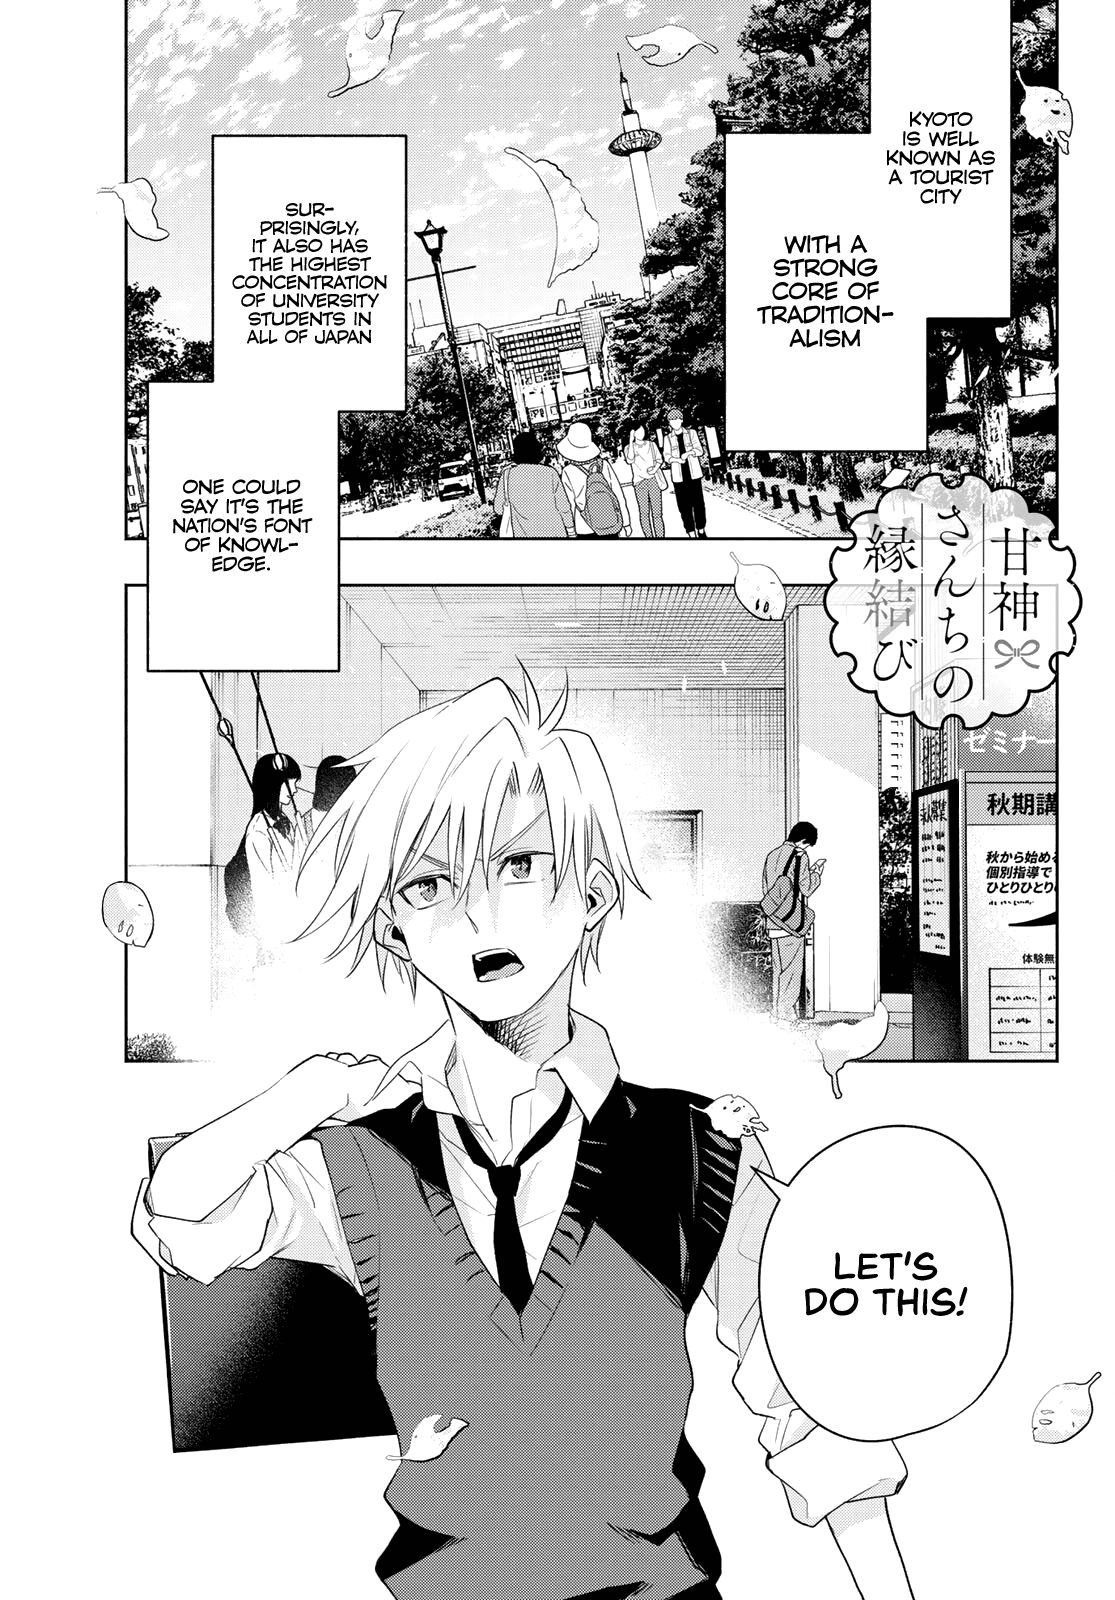 KYOTO
IS WELL
KNOWN AS
A TOURIST
CITY
WITH A
STRONG
CORE OF
TRADITION-
ALISM
SUR-
PRISINGLY,
IT ALSO HAS
THE HIGHEST
CONCENTRATION
OF UNIVERSITY
STUDENTS IN
ALL OF JAPAN
ONE COULD
SAY IT'S THE
NATION'S FONT
OF KNOWL-
EDGE.
甘神
さんちの
縁結び
ゼミナー
秋期講
秋から始める
個別指導で
ひとりひとり
体験無
LET'S
DO THIS!